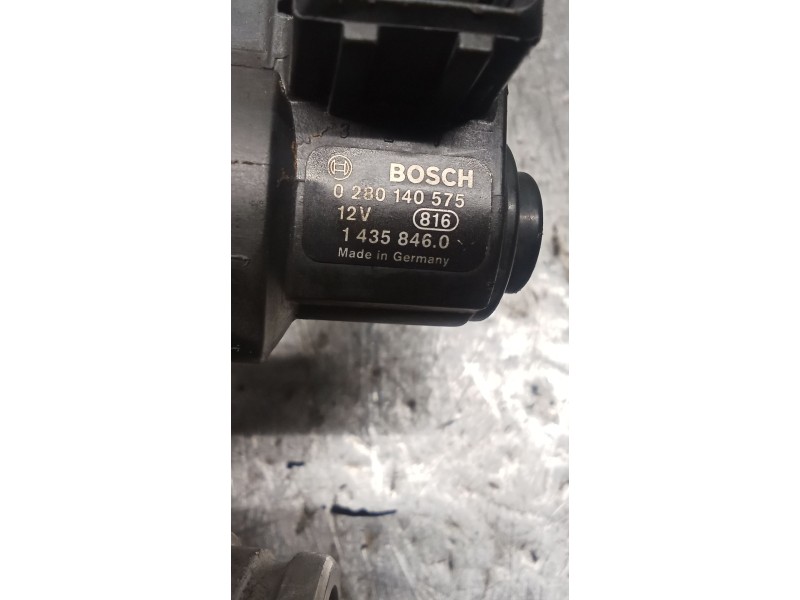 BOSCH
0 280 140 575
12V 816
1 435 846.0
Made in Germany